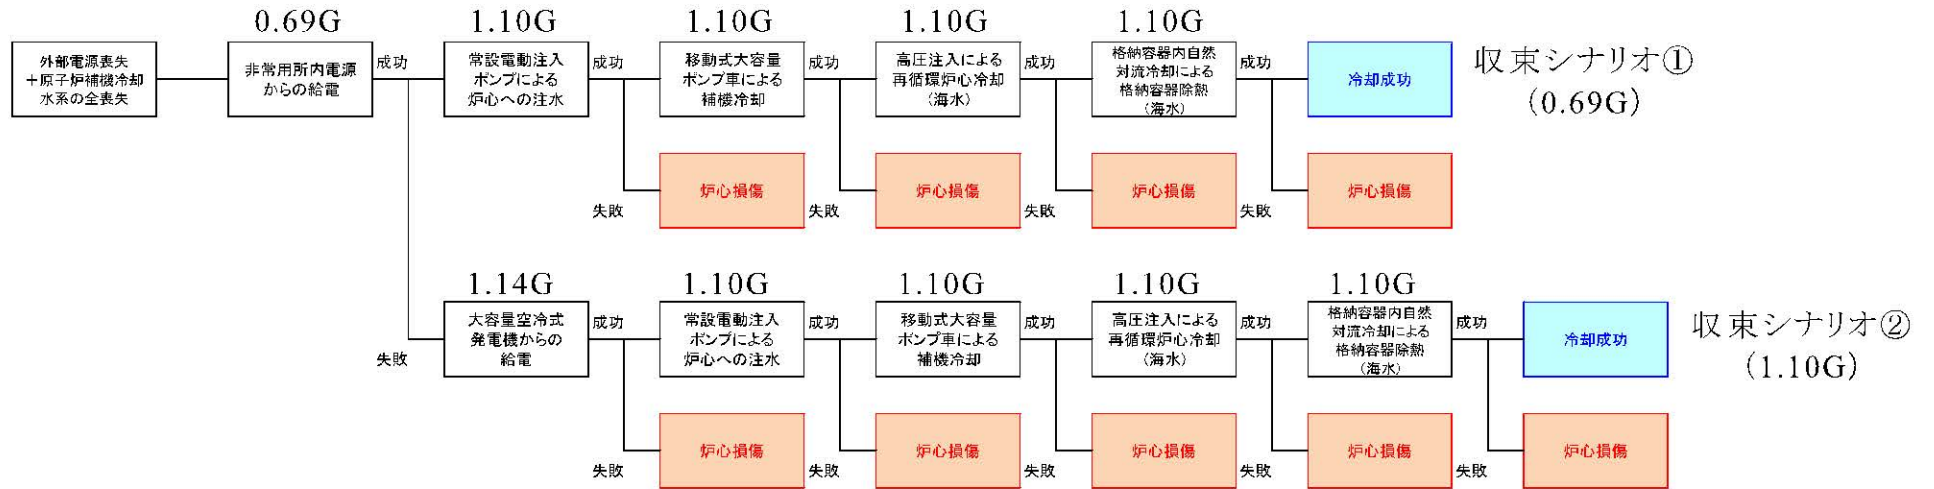 0.69G
1.10G
1.10G
1.10G
1.10G
外部電源喪失
＋原子炉補機冷却
水系の全喪失
非常用所内電源
からの給電
成功
常設電動注入
ポンプによる
炉心への注水
成功
移動式大容量
ポンプ車による
補機冷却
成功
高圧注入による
再循環炉心冷却
(海水)
成功
格納容器内自然
対流冷却による
格納容器除熱
(海水)
成功
冷却成功
収束シナリオ①
(0.69G)
失敗
炉心損傷
失敗
炉心損傷
失敗
炉心損傷
失敗
炉心損傷
失敗
1.14G
1.10G
1.10G
1.10G
1.10G
大容量空冷式
発電機からの
給電
成功
常設電動注入
ポンプによる
炉心への注水
成功
移動式大容量
ポンプ車による
補機冷却
成功
高圧注入による
再循環炉心冷却
(海水)
成功
格納容器内自然
対流冷却による
格納容器除熱
(海水)
成功
冷却成功
収束シナリオ②
(1.10G)
失敗
炉心損傷
失敗
炉心損傷
失敗
炉心損傷
失敗
炉心損傷
失敗
炉心損傷